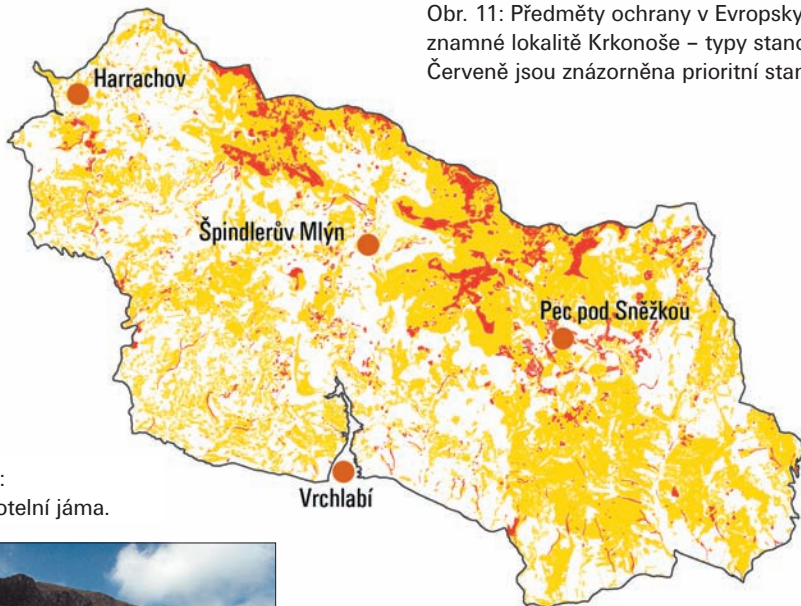 Obr. 11: Předměty ochrany v Evropsky
znamné lokalitě Krkonoše – typy stano
Červeně jsou znázorněna prioritní stan
Harrachov
Špindlerův Mlýn
Pec pod Sněžkou
Vrchlabí
:
otelní jáma.